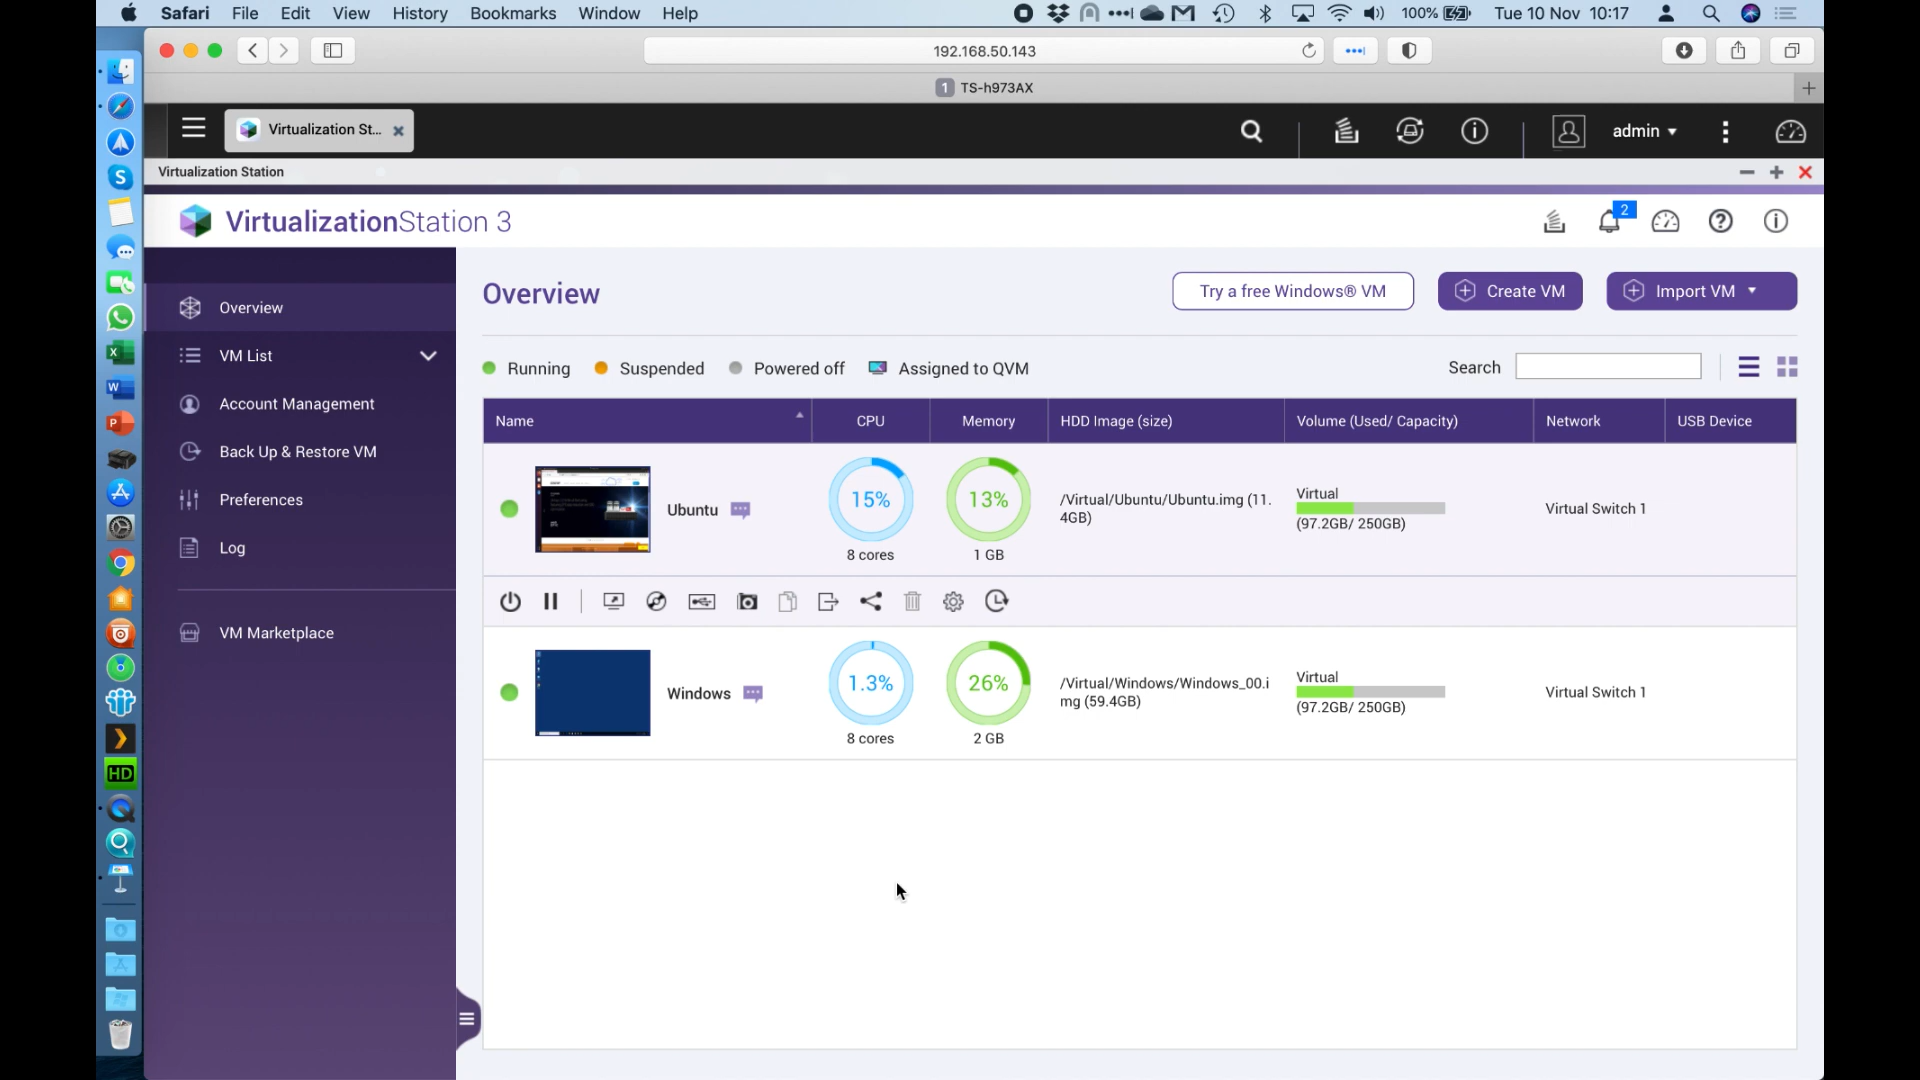 Safari File Edit View History Bookmarks Window Help 100% Tue 10 Nov 10:17
192.168.50.143
1 TS-h973AX
Virtualization St... admin
Virtualization Station
VirtualizationStation 3 2
Overview
VM List
Account Management
Back Up & Restore VM
Preferences
Log
VM Marketplace
Overview Try a free Windows® VM Create VM Import VM
Running Suspended Powered off Assigned to QVM Search
Name CPU Memory HDD Image (size) Volume (Used/ Capacity) Network USB Device
Ubuntu 15% 8 cores 13% 1 GB /Virtual/Ubuntu/Ubuntu.img (11.
4GB) Virtual (97.2GB/ 250GB) Virtual Switch 1
Windows 1.3% 8 cores 26% 2 GB /Virtual/Windows/Windows_00.i
mg (59.4GB) Virtual (97.2GB/ 250GB) Virtual Switch 1
HD